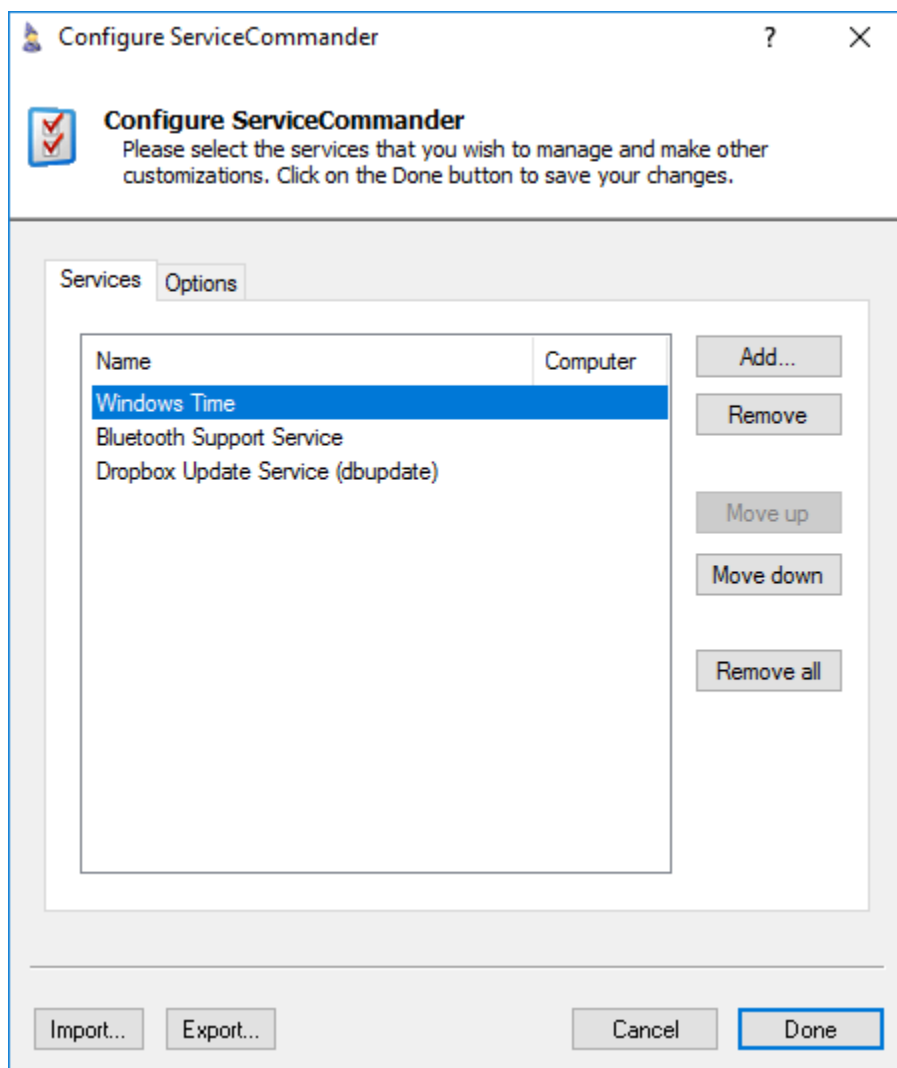 Configure ServiceCommander ?
Configure ServiceCommander
Please select the services that you wish to manage and make other
customizations. Click on the Done button to save your changes.
Services Options
Name Computer
Windows Time
Bluetooth Support Service
Dropbox Update Service (dbupdate)
Add...
Remove
Move up
Move down
Remove all
Import... Export... Cancel Done